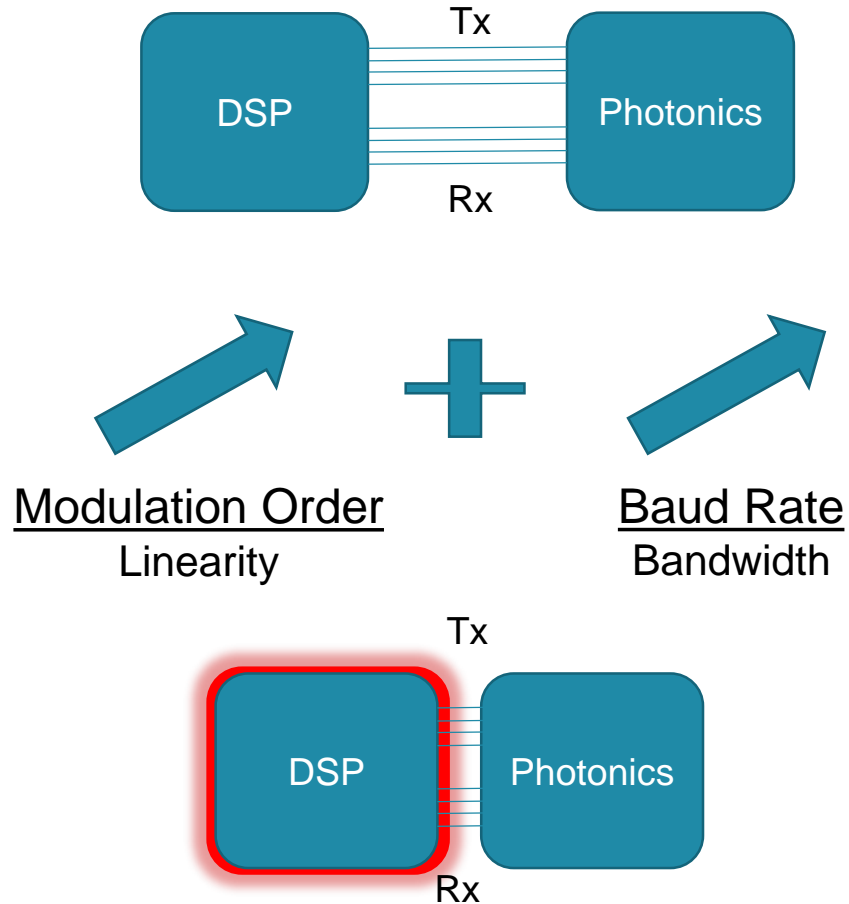 Tx
DSP
Photonics
Rx
Modulation Order
Linearity
Baud Rate
Bandwidth
Tx
DSP
Photonics
Rx